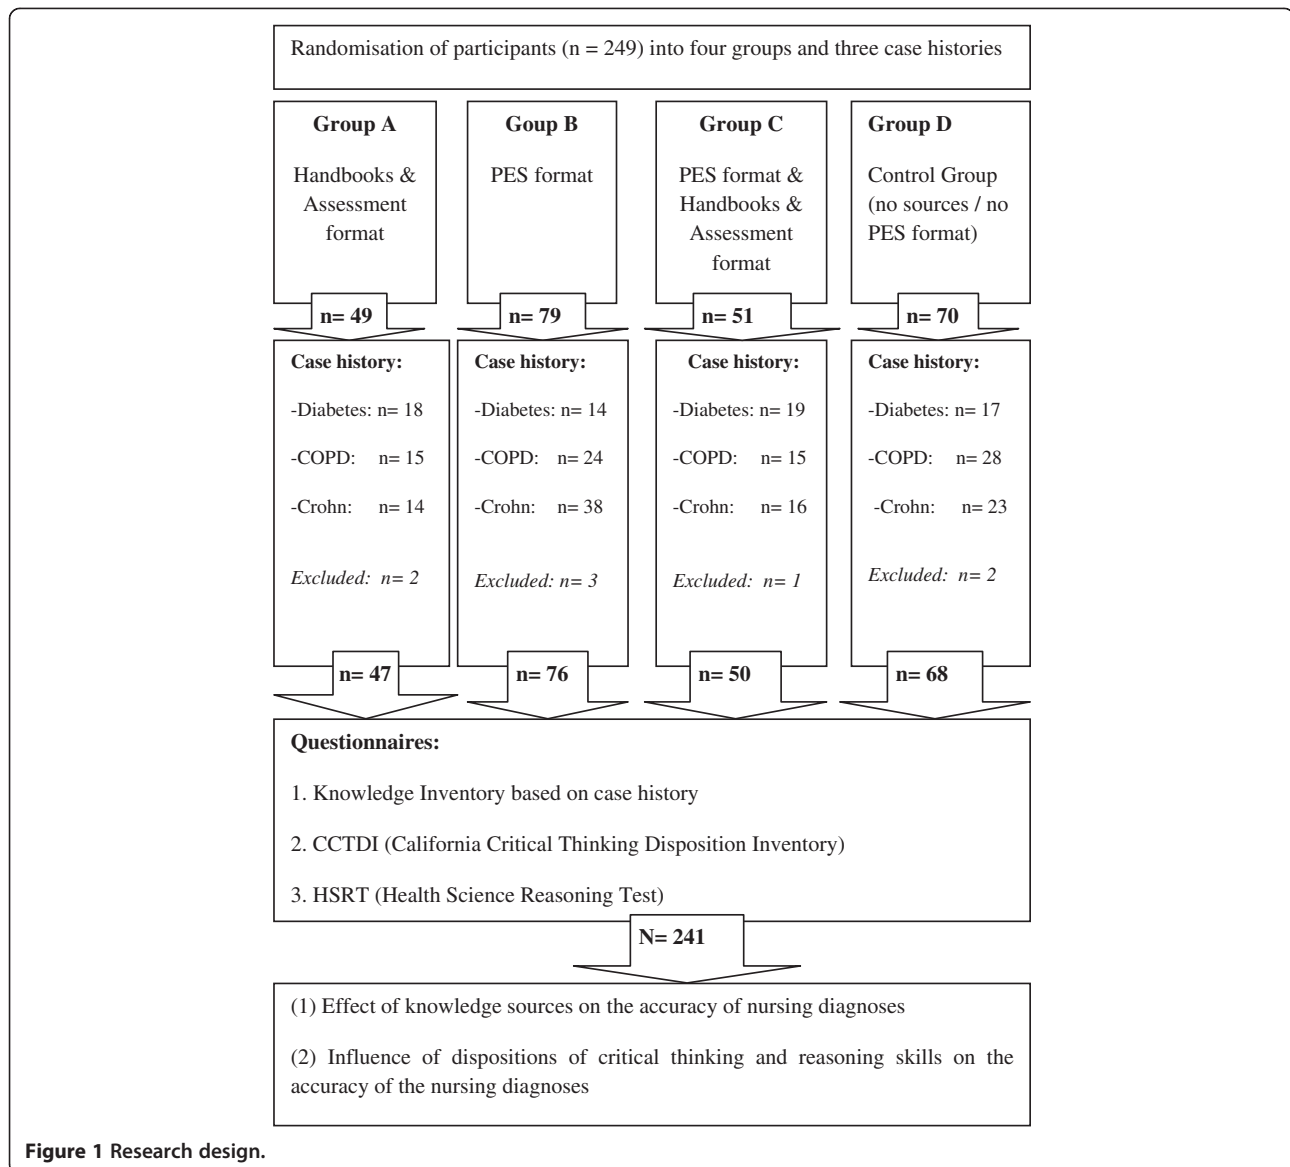 Randomisation of participants (n = 249) into four groups and three case histories
Group A
Handbooks &
Assessment
format
n= 49
Goup B
PES format
n= 79
Group C
PES format &
Handbooks &
Assessment
format
n= 51
Group D
Control Group
(no sources / no
PES format)
n= 70
Case history:
-Diabetes: n= 18
-COPD: n= 15
-Crohn: n= 14
Excluded: n= 2
n= 47
Case history:
-Diabetes: n= 14
-COPD: n= 24
-Crohn: n= 38
Excluded: n= 3
n= 76
Case history:
-Diabetes: n= 19
-COPD: n= 15
-Crohn: n= 16
Excluded: n= 1
n= 50
Case history:
-Diabetes: n= 17
-COPD: n= 28
-Crohn: n= 23
Excluded: n= 2
n= 68
Questionnaires:
1. Knowledge Inventory based on case history
2. CCTDI (California Critical Thinking Disposition Inventory)
3. HSRT (Health Science Reasoning Test)
N= 241
(1) Effect of knowledge sources on the accuracy of nursing diagnoses
(2) Influence of dispositions of critical thinking and reasoning skills on the
accuracy of the nursing diagnoses
Figure 1 Research design.